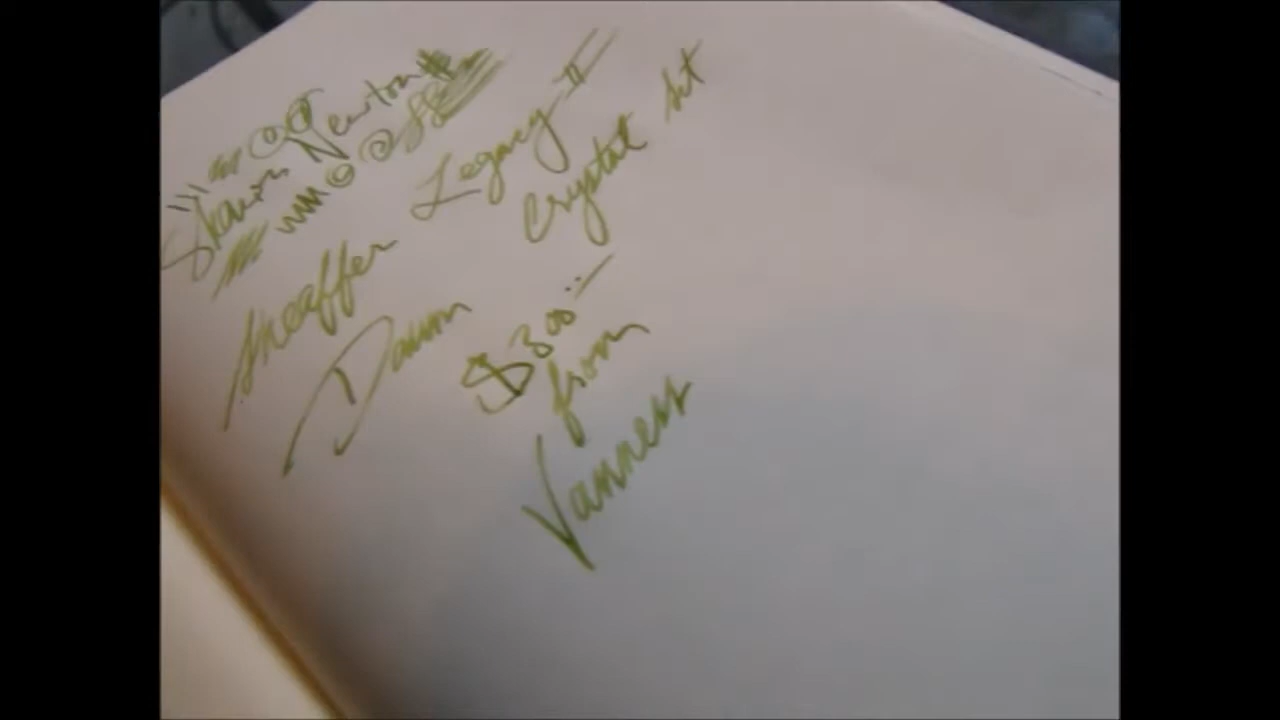 Shawn Newton
Sheaffer Legacy II
Dawn Crystal set
$300
from
Vanness